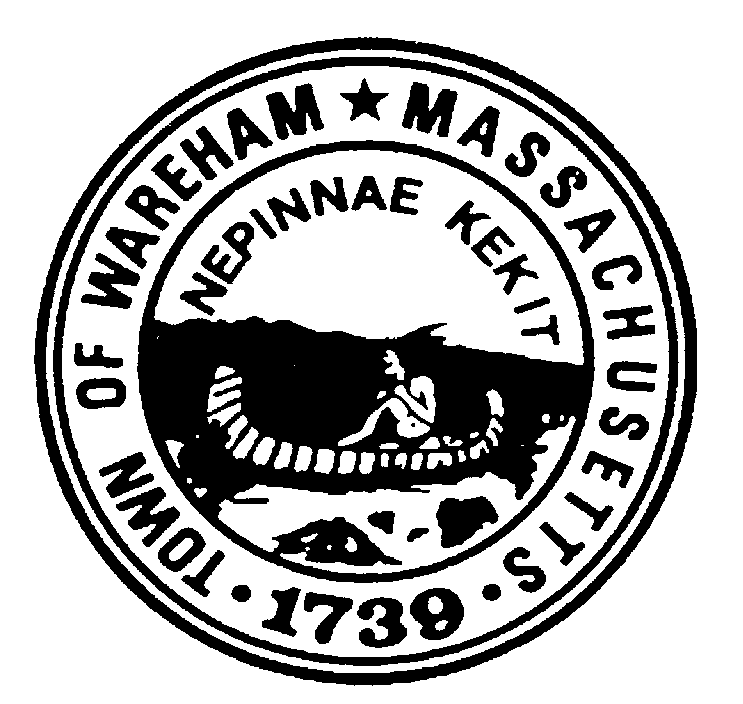 TOWN OF WAREHAM ★ MASSACHUSETTS
NEPINNAE KEKIT
· 1739 ·